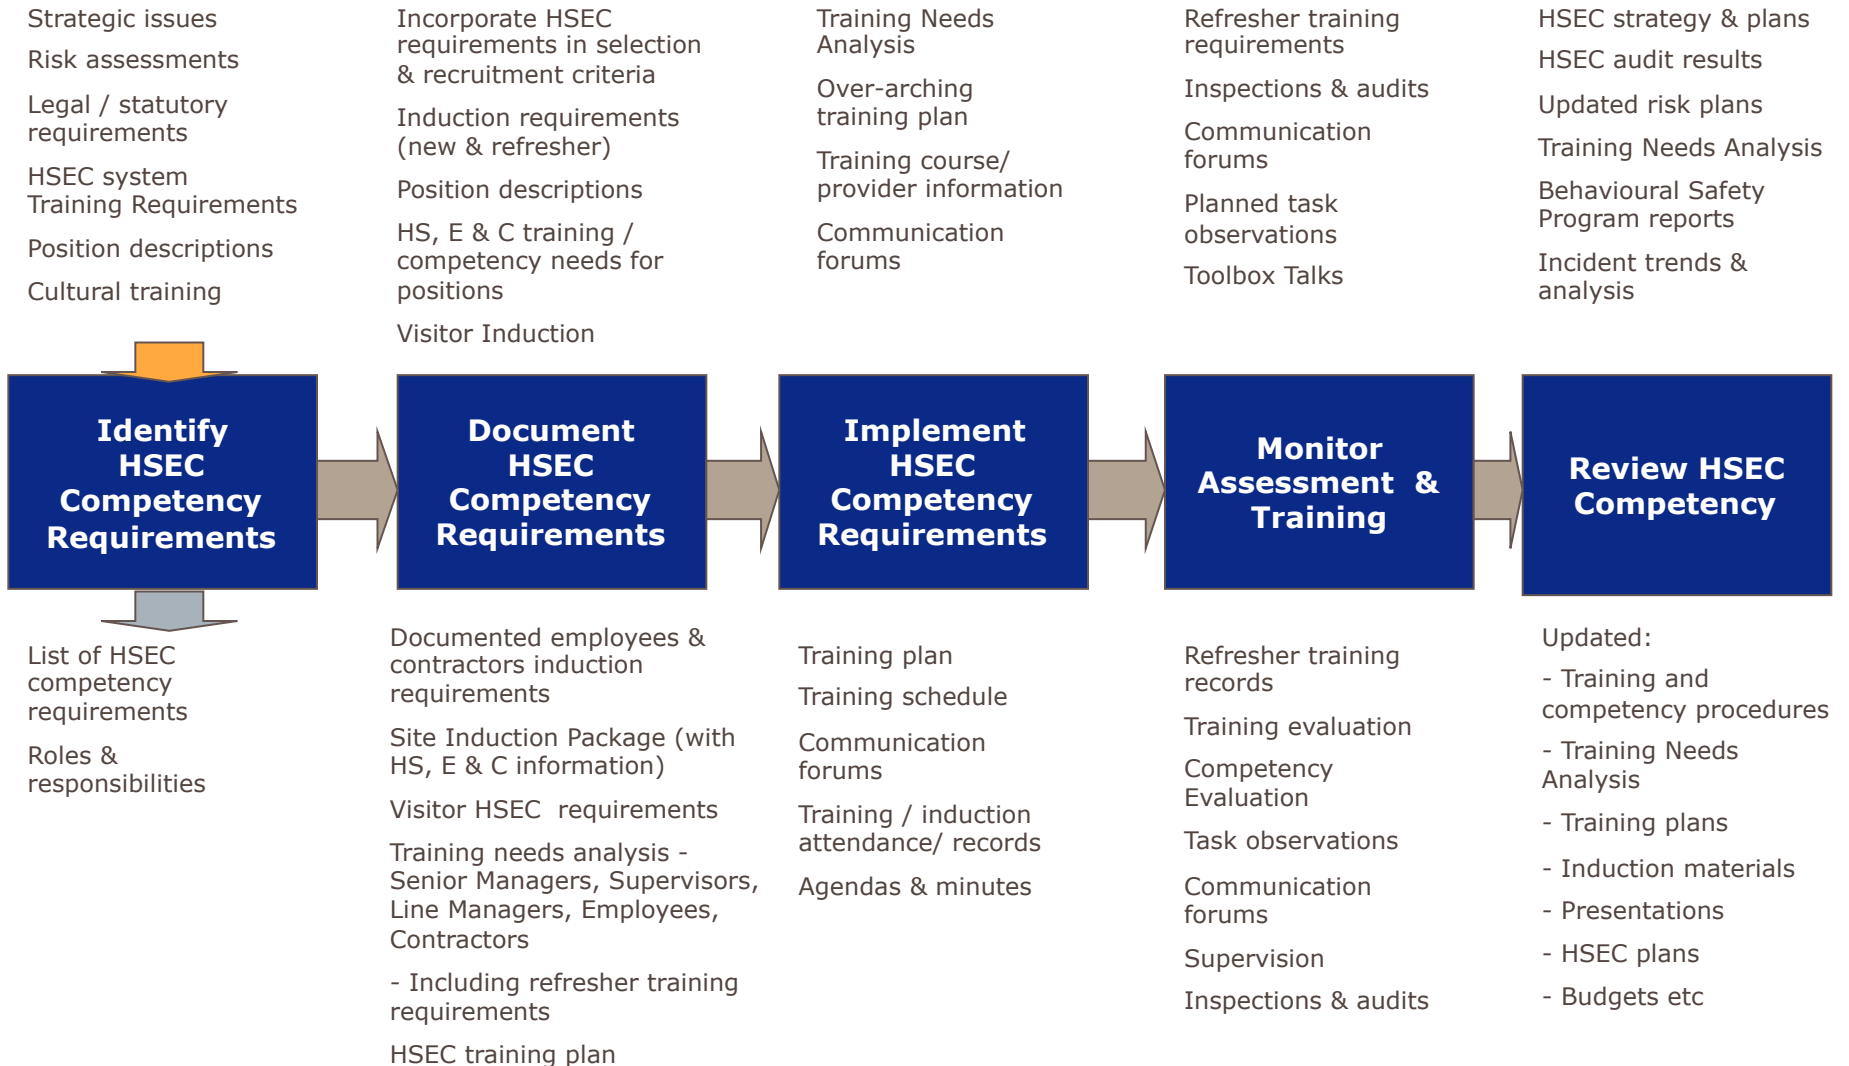 Strategic issues
Risk assessments
Legal / statutory
requirements
HSEC system
Training Requirements
Position descriptions
Cultural training
Incorporate HSEC
requirements in selection
& recruitment criteria
Induction requirements
(new & refresher)
Position descriptions
HS, E & C training /
competency needs for
positions
Visitor Induction
Training Needs
Analysis
Over-arching
training plan
Training course/
provider information
Communication
forums
Refresher training
requirements
Inspections & audits
Communication
forums
Planned task
observations
Toolbox Talks
HSEC strategy & plans
HSEC audit results
Updated risk plans
Training Needs Analysis
Behavioural Safety
Program reports
Incident trends &
analysis
Identify
HSEC
Competency
Requirements
Document
HSEC
Competency
Requirements
Implement
HSEC
Competency
Requirements
Monitor
Assessment &
Training
Review HSEC
Competency
List of HSEC
competency
requirements
Roles &
responsibilities
Documented employees &
contractors induction
requirements
Site Induction Package (with
HS, E & C information)
Visitor HSEC requirements
Training needs analysis -
Senior Managers, Supervisors,
Line Managers, Employees,
Contractors
- Including refresher training
requirements
HSEC training plan
Training plan
Training schedule
Communication
forums
Training / induction
attendance/ records
Agendas & minutes
Refresher training
records
Training evaluation
Competency
Evaluation
Task observations
Communication
forums
Supervision
Inspections & audits
Updated:
- Training and
competency procedures
- Training Needs
Analysis
- Training plans
- Induction materials
- Presentations
- HSEC plans
- Budgets etc